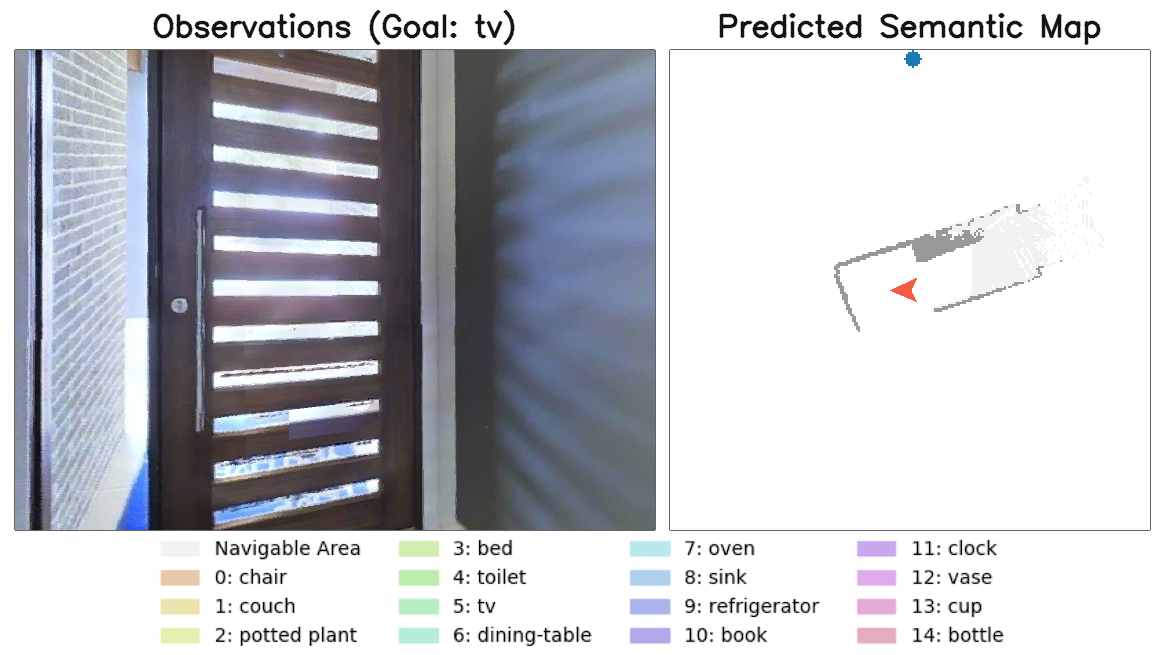 Observations (Goal: tv)
Predicted Semantic Map
Navigable Area
0: chair
1: couch
2: potted plant
3: bed
4: toilet
5: tv
6: dining-table
7: oven
8: sink
9: refrigerator
10: book
11: clock
12: vase
13: cup
14: bottle